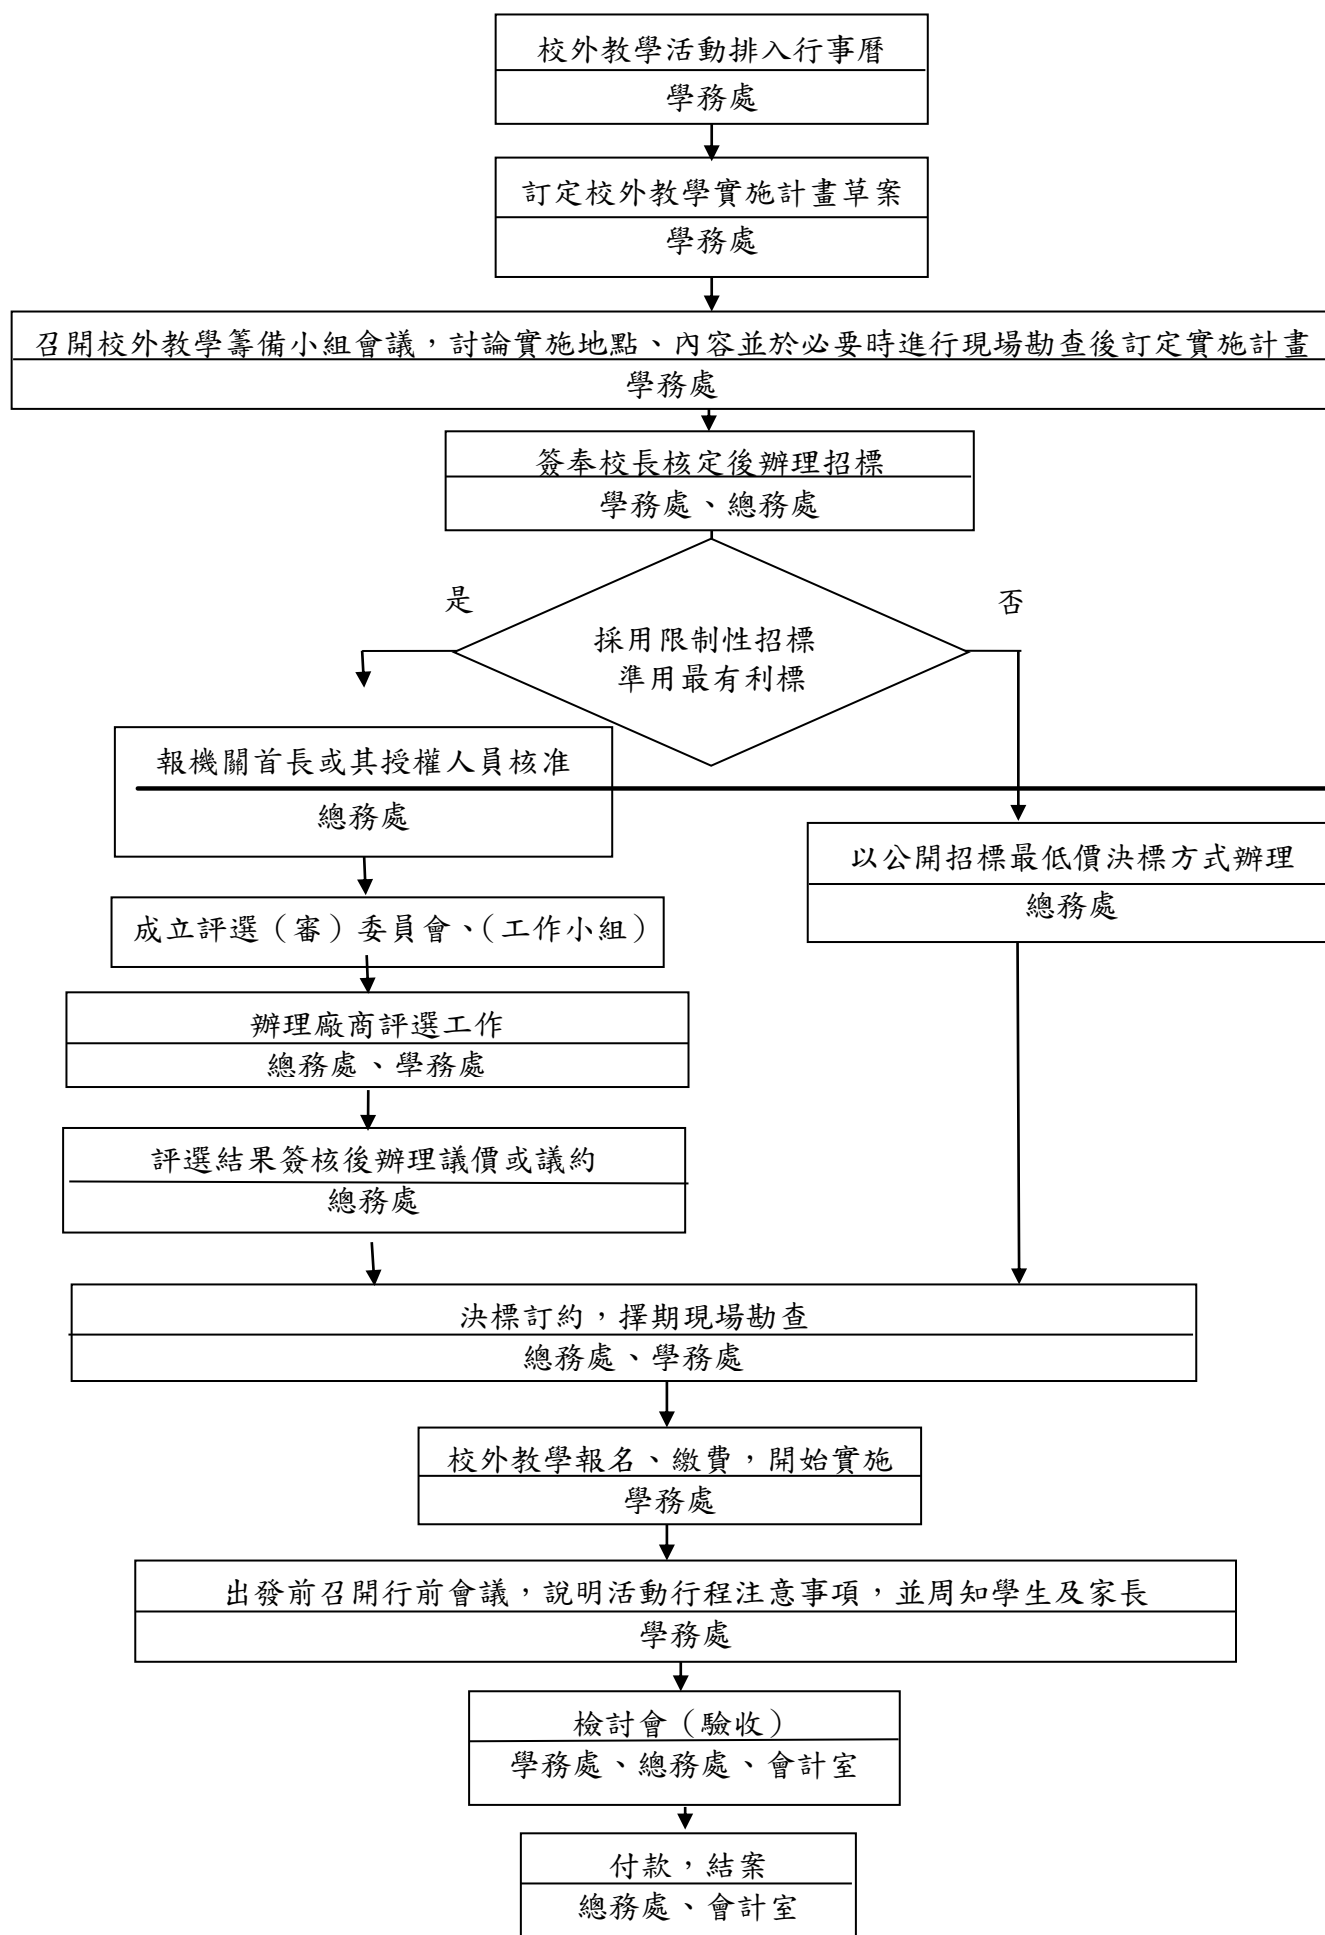 校外教學活動排入行事曆
學務處
訂定校外教學實施計畫草案
學務處
召開校外教學籌備小組會議，討論實施地點、內容並於必要時進行現場勘查後訂定實施計畫
學務處
簽奉校長核定後辦理招標
學務處、總務處
是
否
採用限制性招標
準用最有利標
報機關首長或其授權人員核准
總務處
以公開招標最低價決標方式辦理
總務處
成立評選（審）委員會、（工作小組）
辦理廠商評選工作
總務處、學務處
評選結果簽核後辦理議價或議約
總務處
決標訂約，擇期現場勘查
總務處、學務處
校外教學報名、繳費，開始實施
學務處
出發前召開行前會議，說明活動行程注意事項，並周知學生及家長
學務處
檢討會（驗收）
學務處、總務處、會計室
付款，結案
總務處、會計室